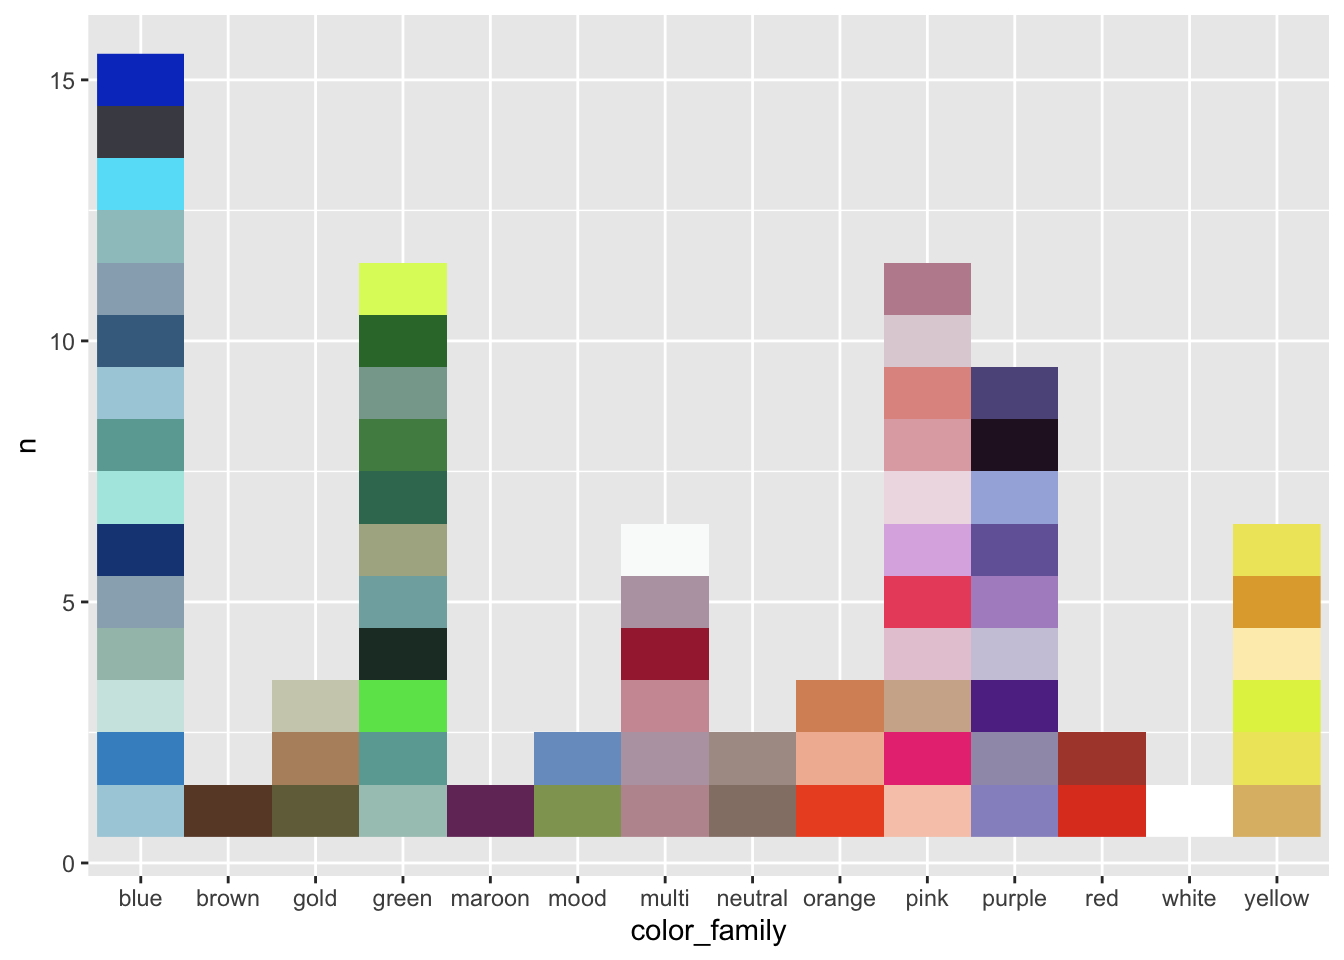 15
10
5
0
n
blue brown gold green maroon mood multi neutral orange pink purple red white yellow
color_family